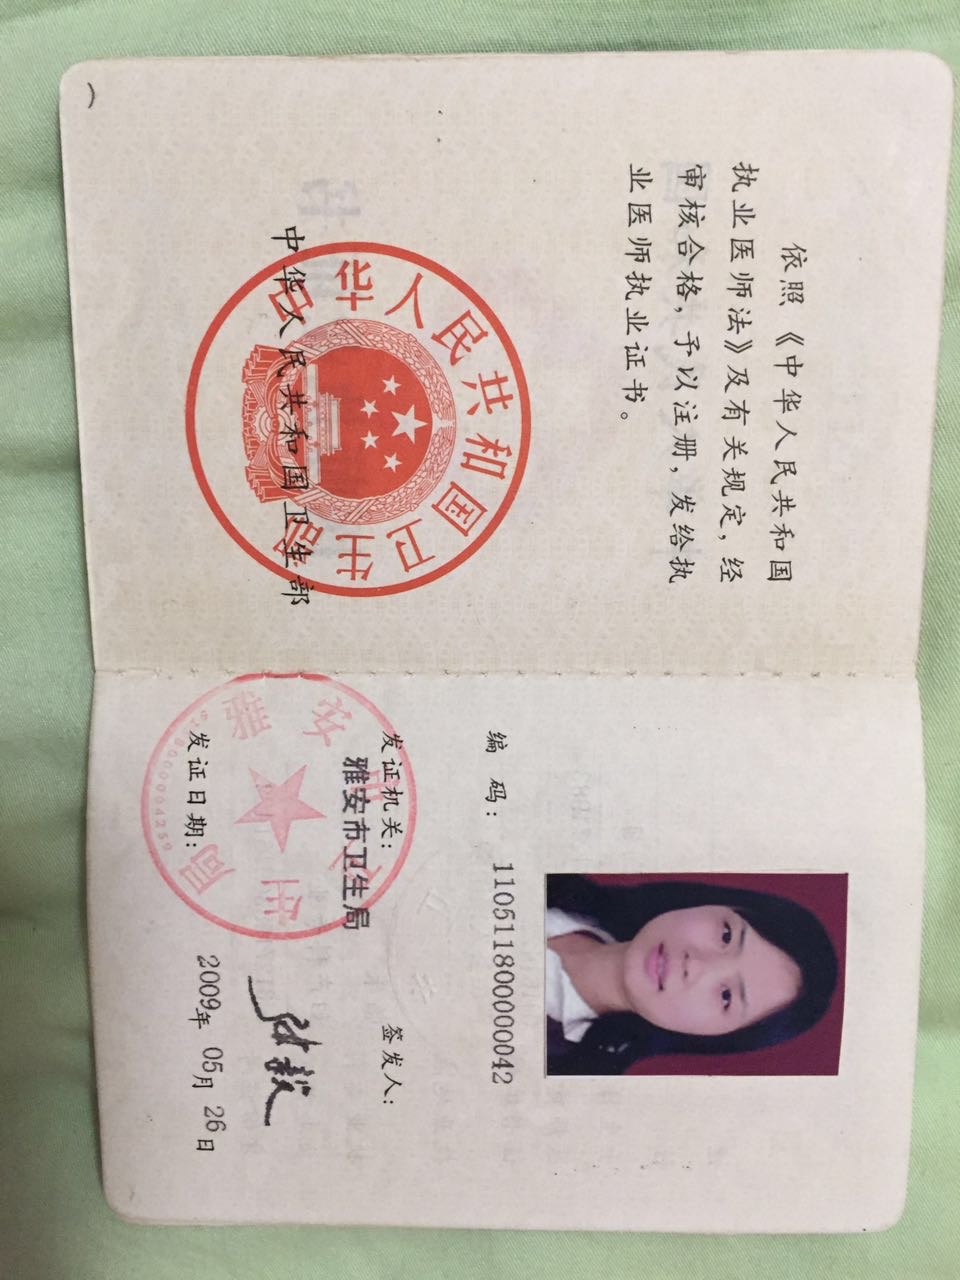 依照《中华人民共和国
执业医师法》及有关规定，经
审核合格，予以注册，发给执
业医师执业证书。
中华人民共和国卫生部
中华人民共和国卫生部
编 码： 110511800000042
发证机关： 签发人：
雅安市卫生局
雅安市卫生局
发证日期： 2009年 05月 26日